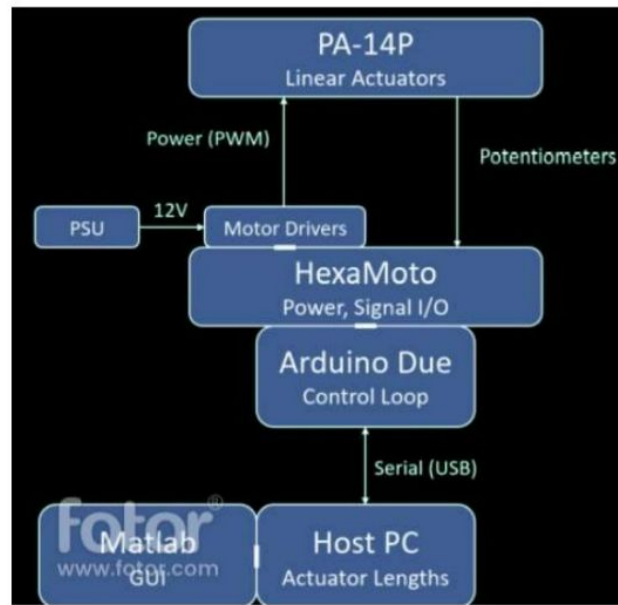 PA-14P
Linear Actuators
Power (PWM)
Potentiometers
12V
PSU
Motor Drivers
HexaMoto
Power, Signal I/O
Arduino Due
Control Loop
Serial (USB)
fotor®
Matlab
GUI
www.fotor.com
Host PC
Actuator Lengths